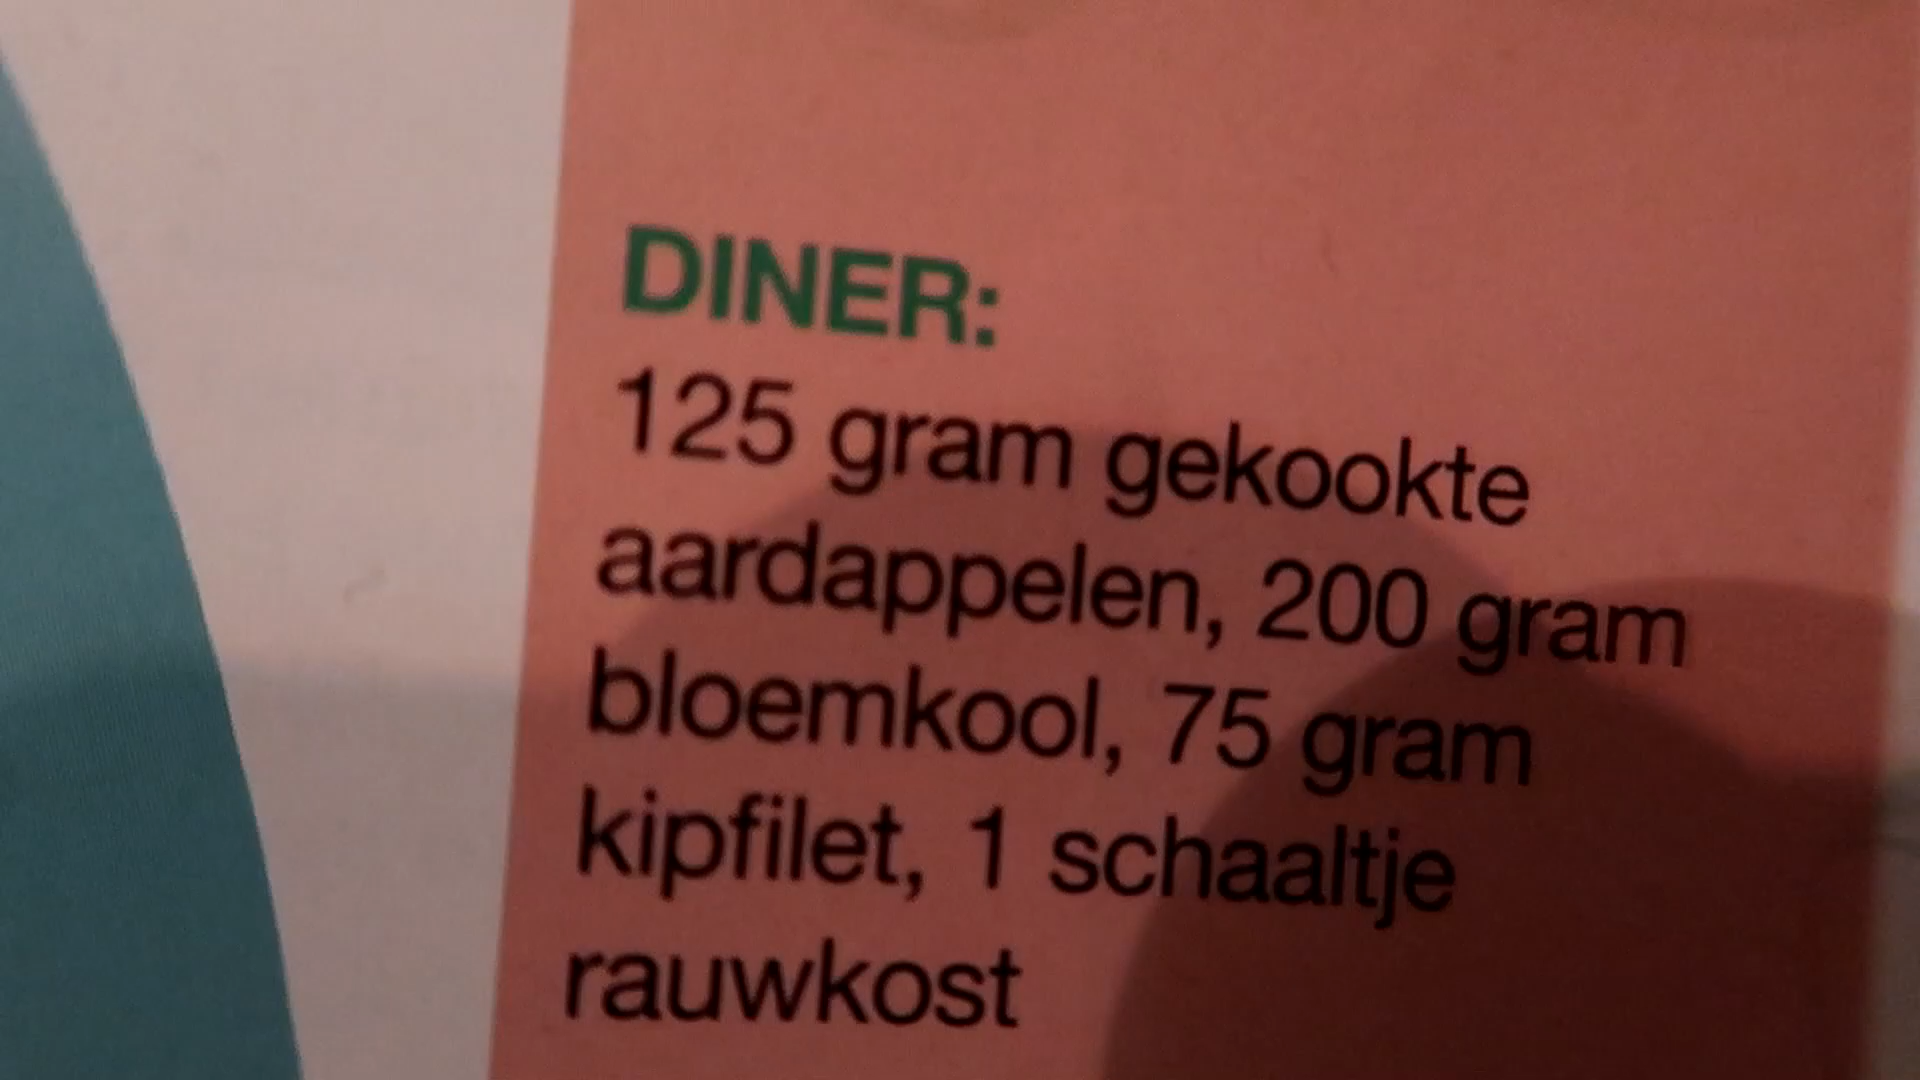 DINER:
125 gram gekookte
aardappelen, 200 gram
bloemkool, 75 gram
kipfilet, 1 schaaltje
rauwkost